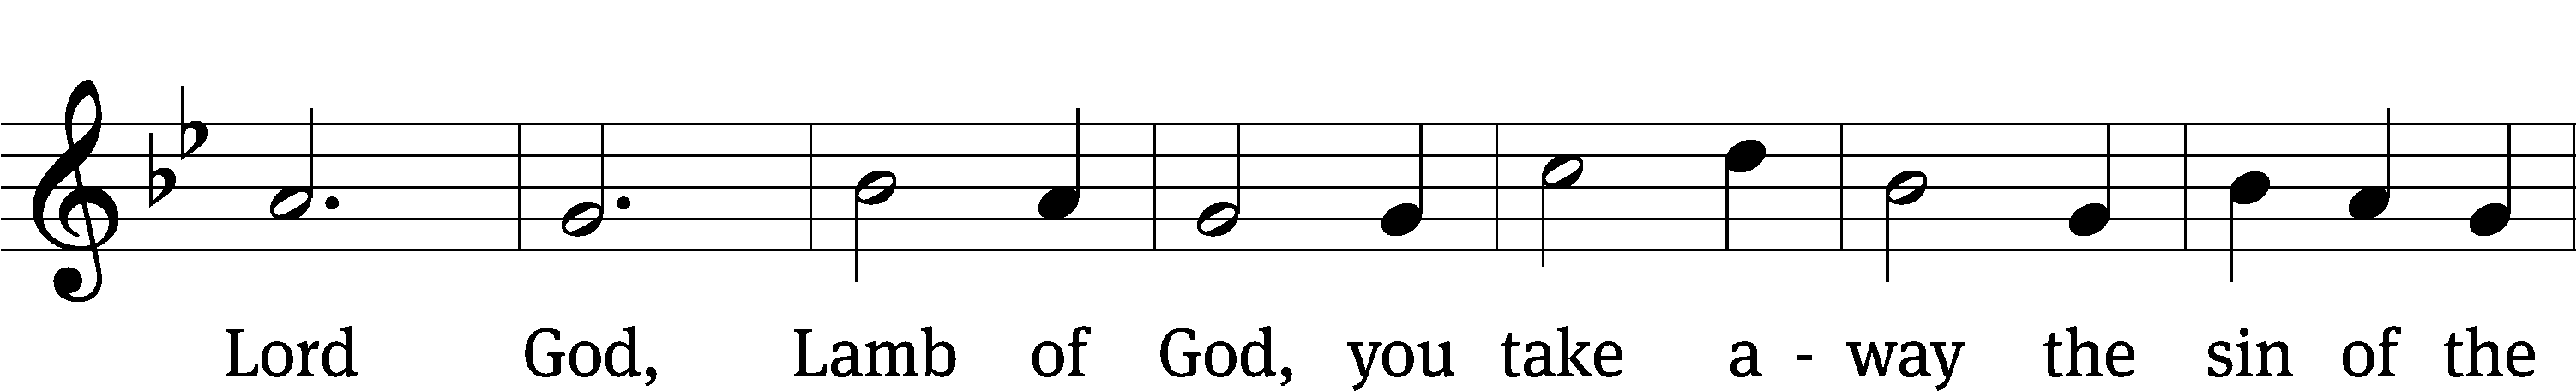 Lord God, Lamb of God, you take a - way the sin of the